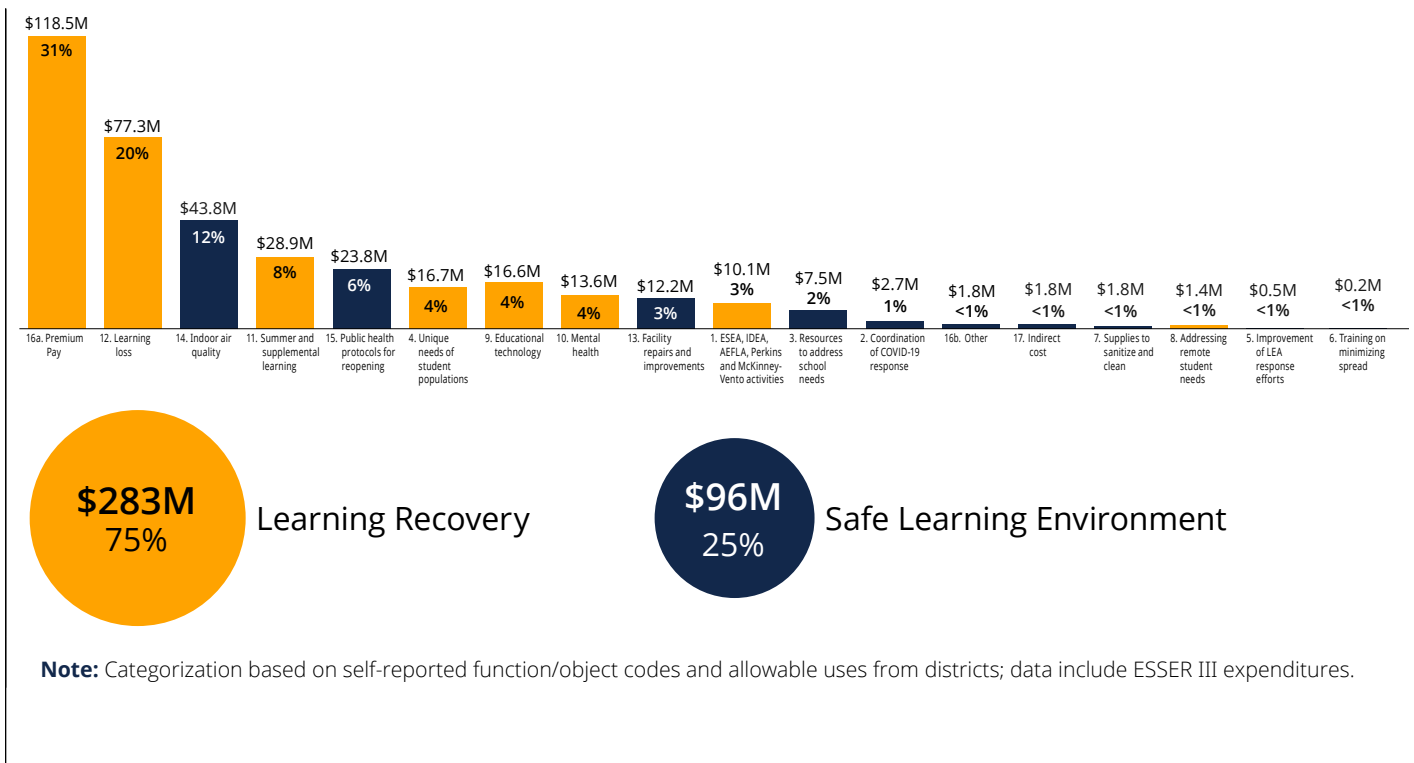 $118.5M
31%
$77.3M
20%
$43.8M
12%
$28.9M
8%
$23.8M
6%
$16.7M
4%
$16.6M
4%
$13.6M
4%
$12.2M
3%
$10.1M
3%
$7.5M
2%
$2.7M
1%
$1.8M
<1%
$1.8M
<1%
$1.8M
<1%
$1.4M
<1%
$0.5M
<1%
$0.2M
<1%
16a. Premium
Pay
12. Learning
loss
14. Indoor air
quality
11. Summer and
supplemental
learning
15. Public health
protocols for
reopening
4. Unique
needs of
student
populations
9. Educational
technology
10. Mental
health
13. Facility
repairs and
improvements
1. ESEA, IDEA,
AEFLA, Perkins
and McKinney-
Vento activities
3. Resources
to address
school
needs
2. Coordination
of COVID-19
response
16b. Other
17. Indirect
cost
7. Supplies to
sanitize and
clean
8. Addressing
remote
student
needs
5. Improvement
of LEA
response
efforts
6. Training on
minimizing
spread
$283M
75%
Learning Recovery
$96M
25%
Safe Learning Environment
Note: Categorization based on self-reported function/object codes and allowable uses from districts; data include ESSER III expenditures.